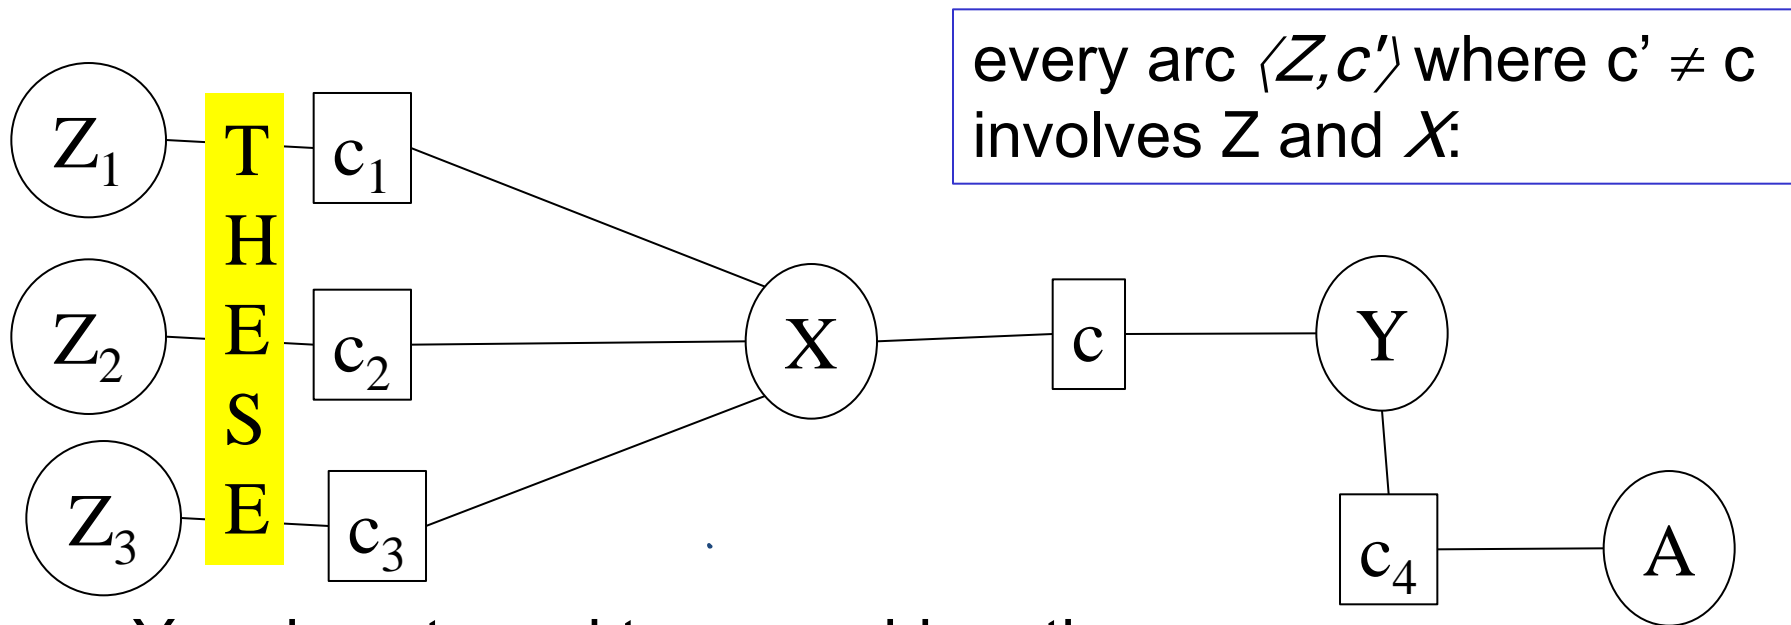 every arc ⟨Z,c'⟩ where c' ≠ c
involves Z and X:
Z₁
T
H
E
S
E
c₁
Z₂
c₂
X
c
Y
Z₃
c₃
c₄
A